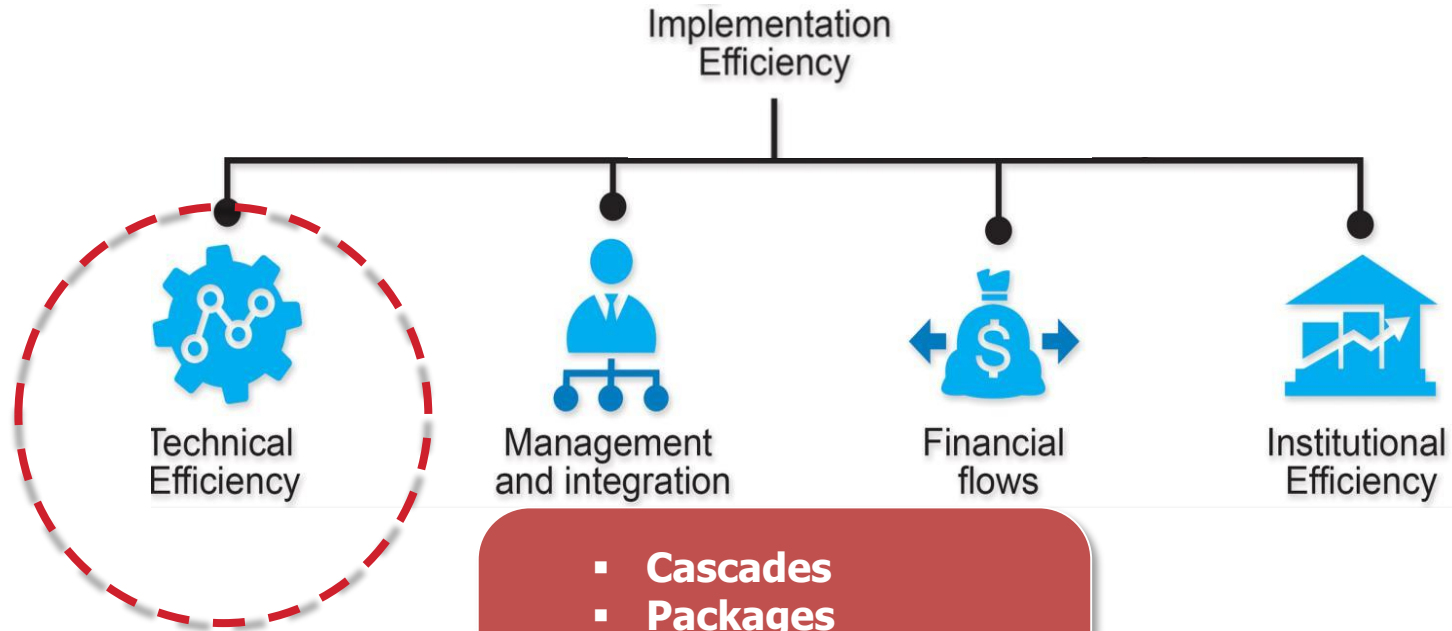 Implementation
Efficiency
$
Technical
Efficiency
Management
and integration
Financial
flows
Institutional
Efficiency
▪ Cascades
▪ Packages